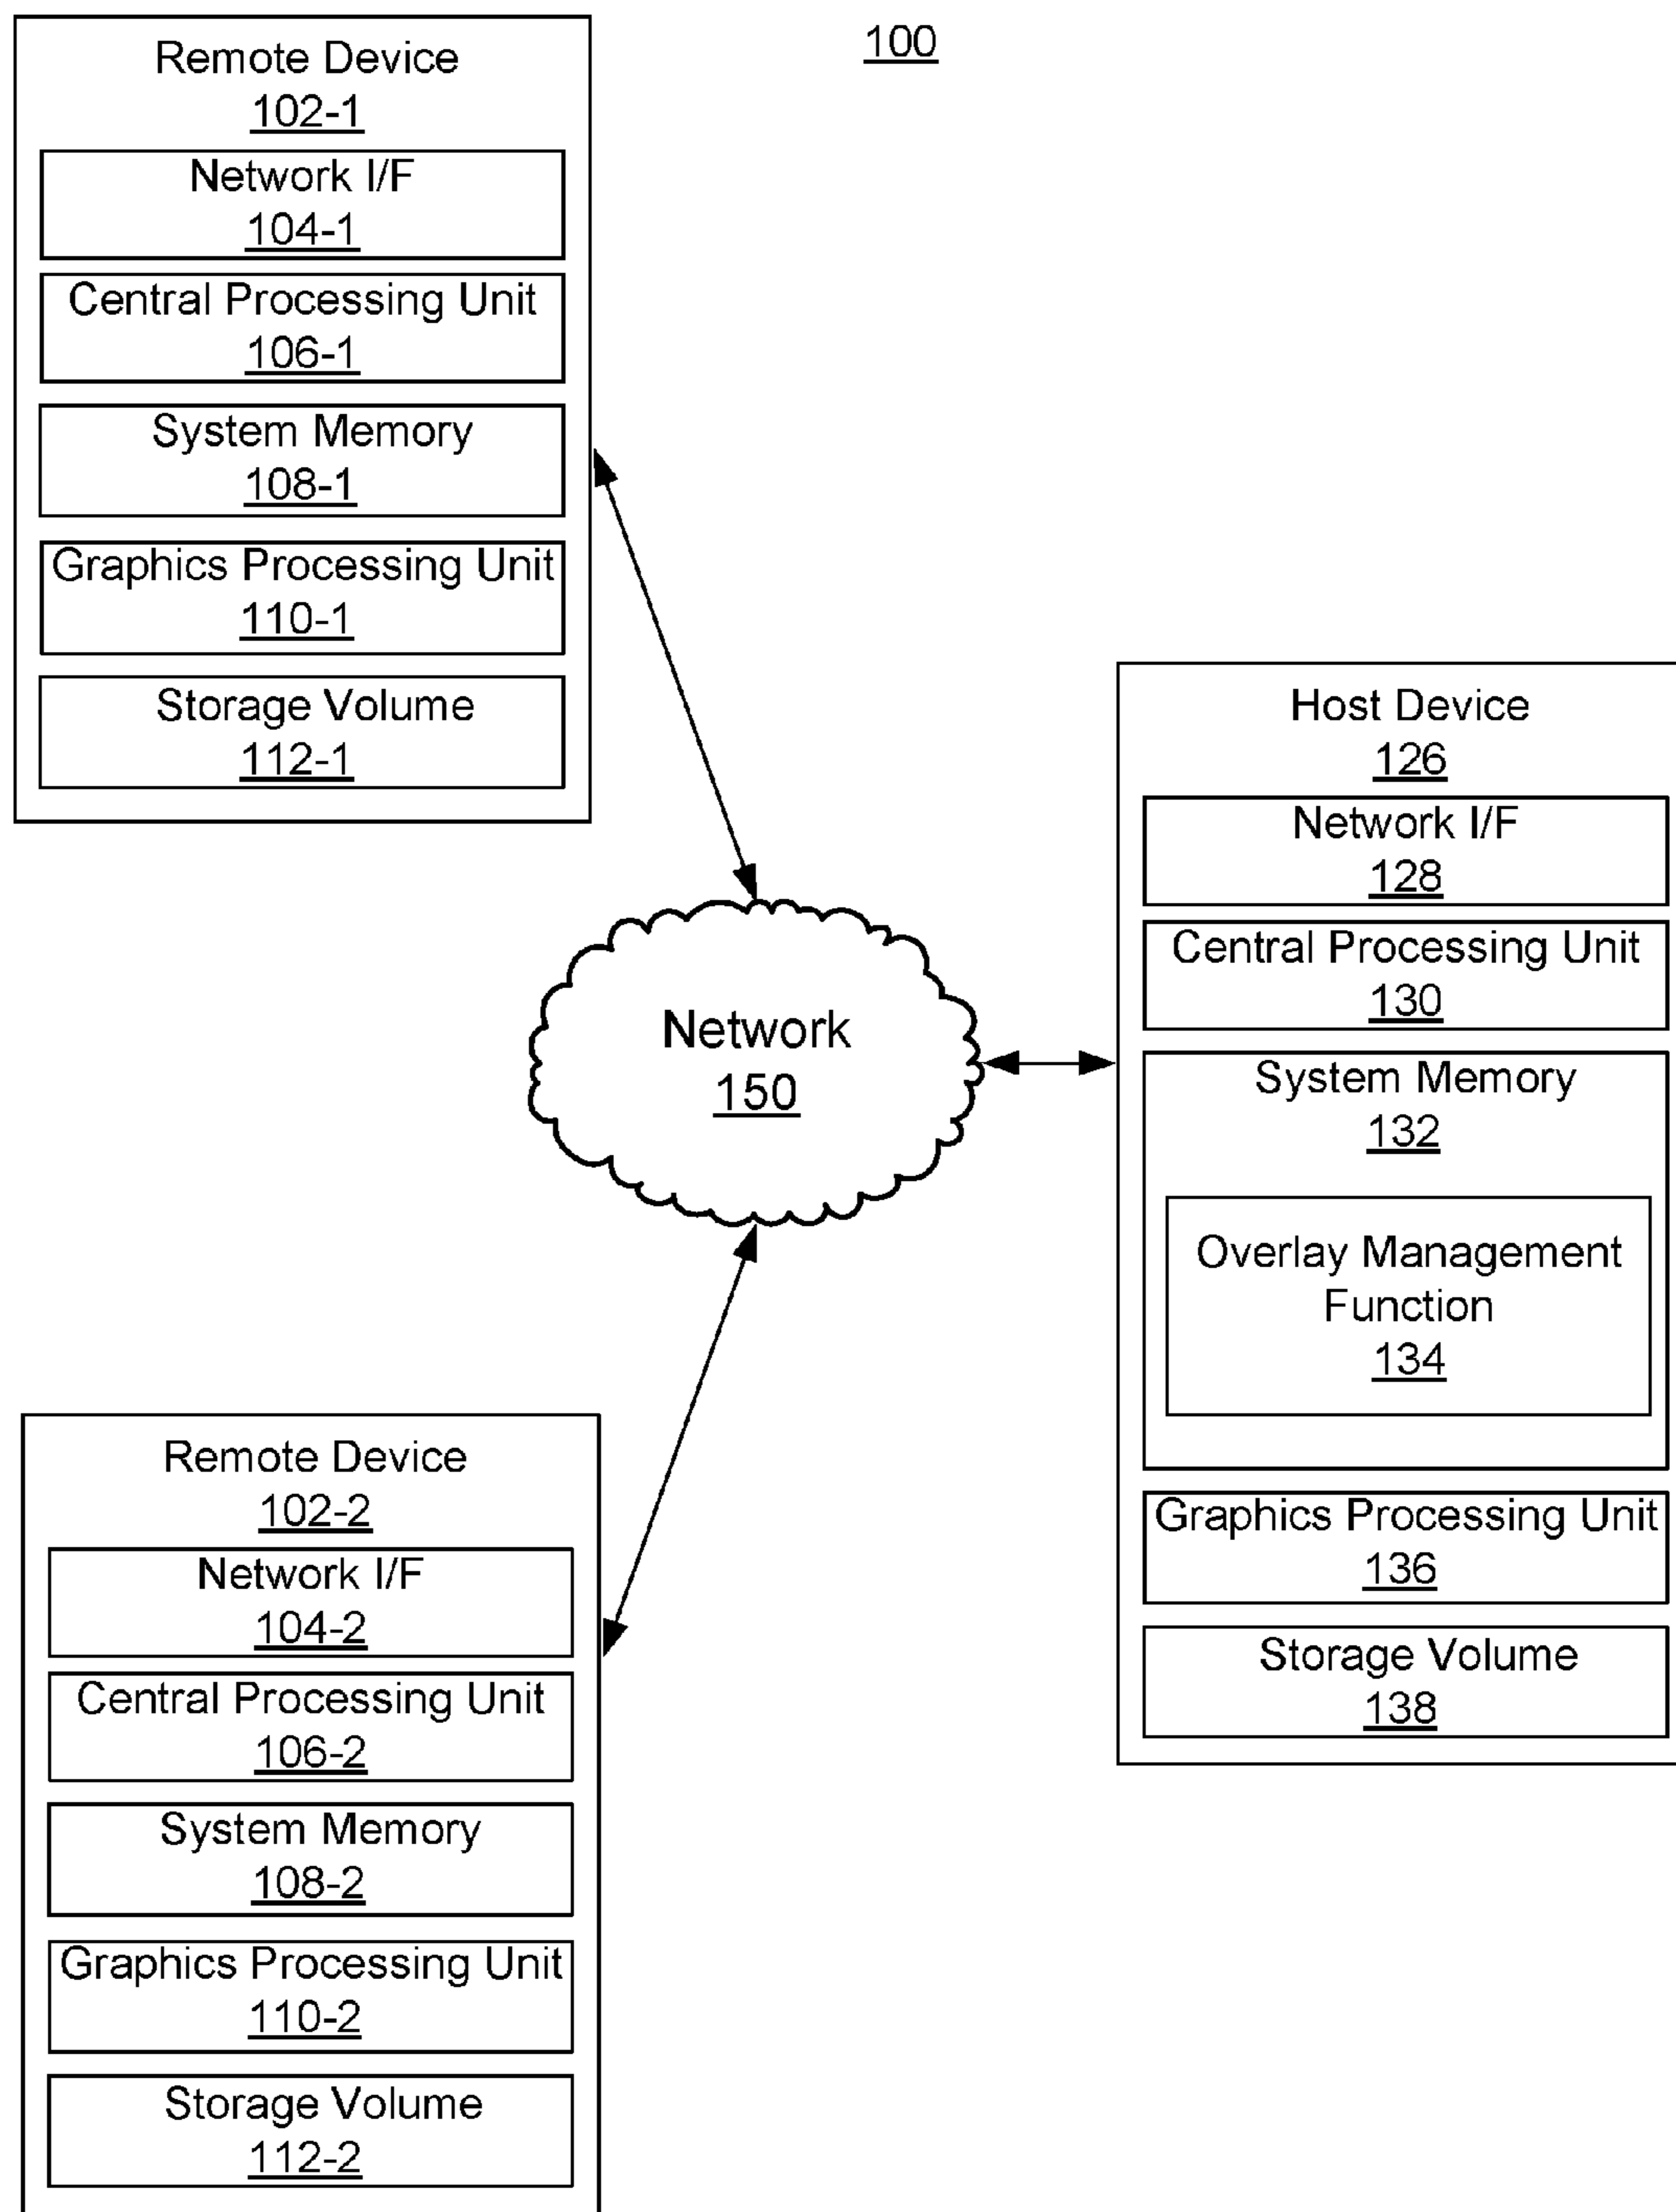 100
Remote Device
102-1
Network I/F
104-1
Central Processing Unit
106-1
System Memory
108-1
Graphics Processing Unit
110-1
Storage Volume
112-1
Network
150
Host Device
126
Network I/F
128
Central Processing Unit
130
System Memory
132
Overlay Management
Function
134
Graphics Processing Unit
136
Storage Volume
138
Remote Device
102-2
Network I/F
104-2
Central Processing Unit
106-2
System Memory
108-2
Graphics Processing Unit
110-2
Storage Volume
112-2